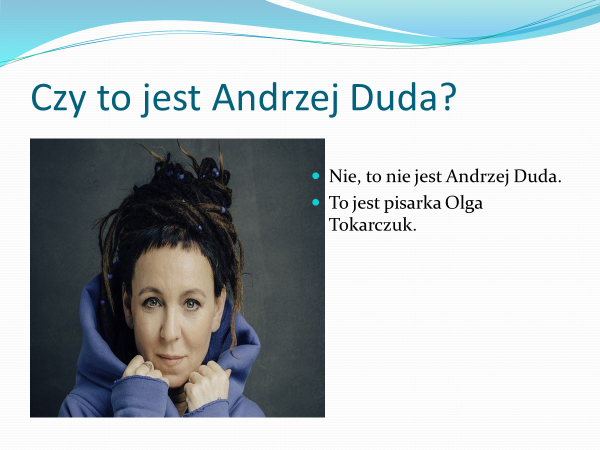 Czy to jest Andrzej Duda?
Nie, to nie jest Andrzej Duda.
To jest pisarka Olga
Tokarczuk.